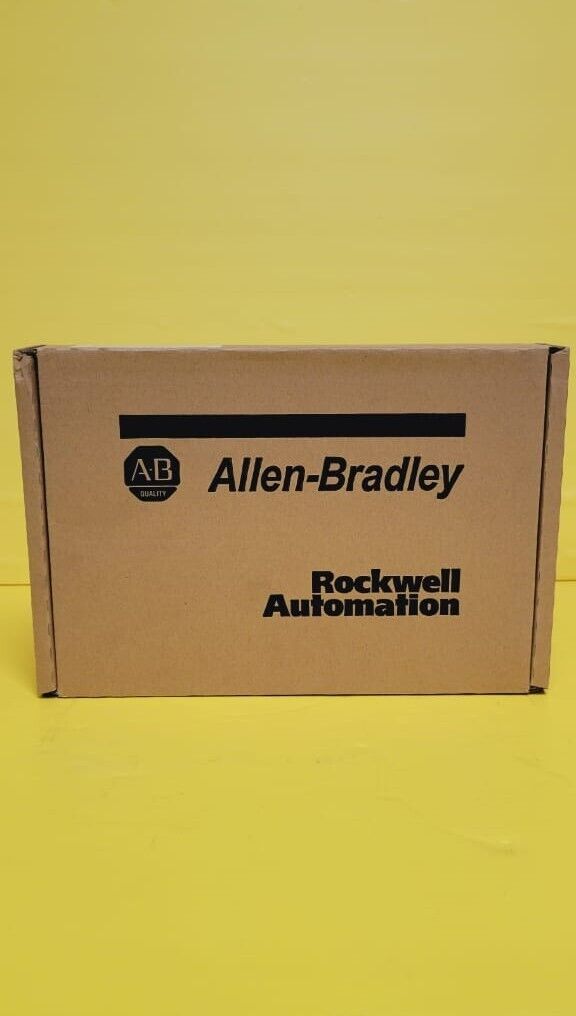 A·B
QUALITY
Allen-Bradley
Rockwell
Automation